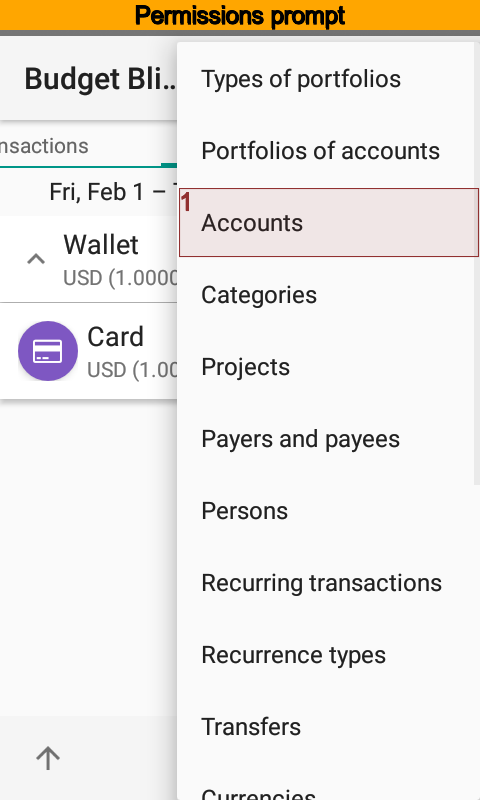 Permissions prompt
Budget Bli...
nsactions
Fri, Feb 1 –
Wallet
USD (1.0000
Card
USD (1.00
Types of portfolios
Portfolios of accounts
1
Accounts
Categories
Projects
Payers and payees
Persons
Recurring transactions
Recurrence types
Transfers
Currencies